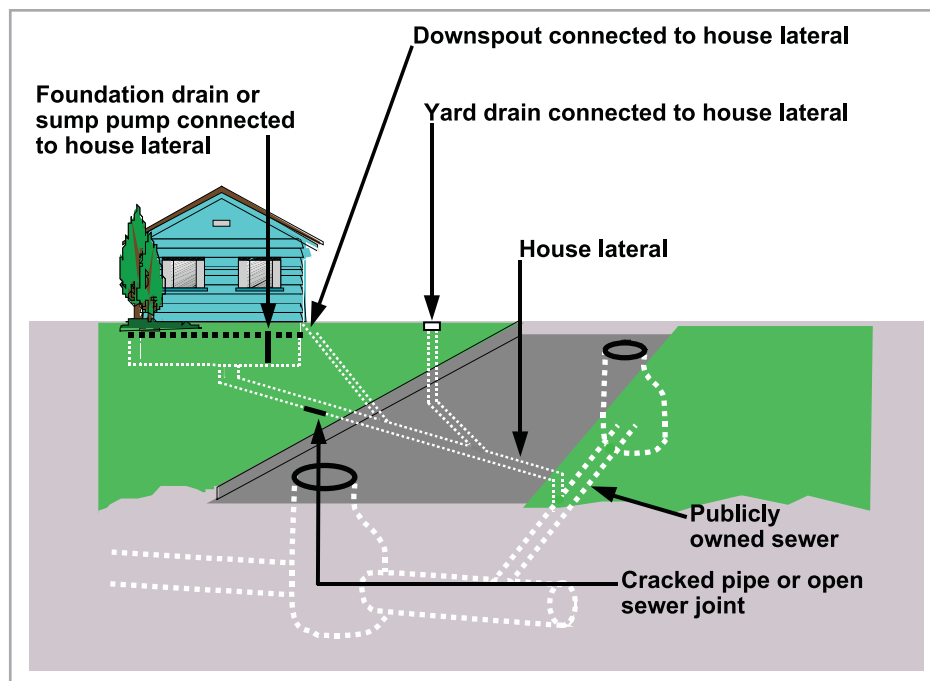 Downspout connected to house lateral
Foundation drain or
sump pump connected
to house lateral
Yard drain connected to house lateral
House lateral
Publicly
owned sewer
Cracked pipe or open
sewer joint